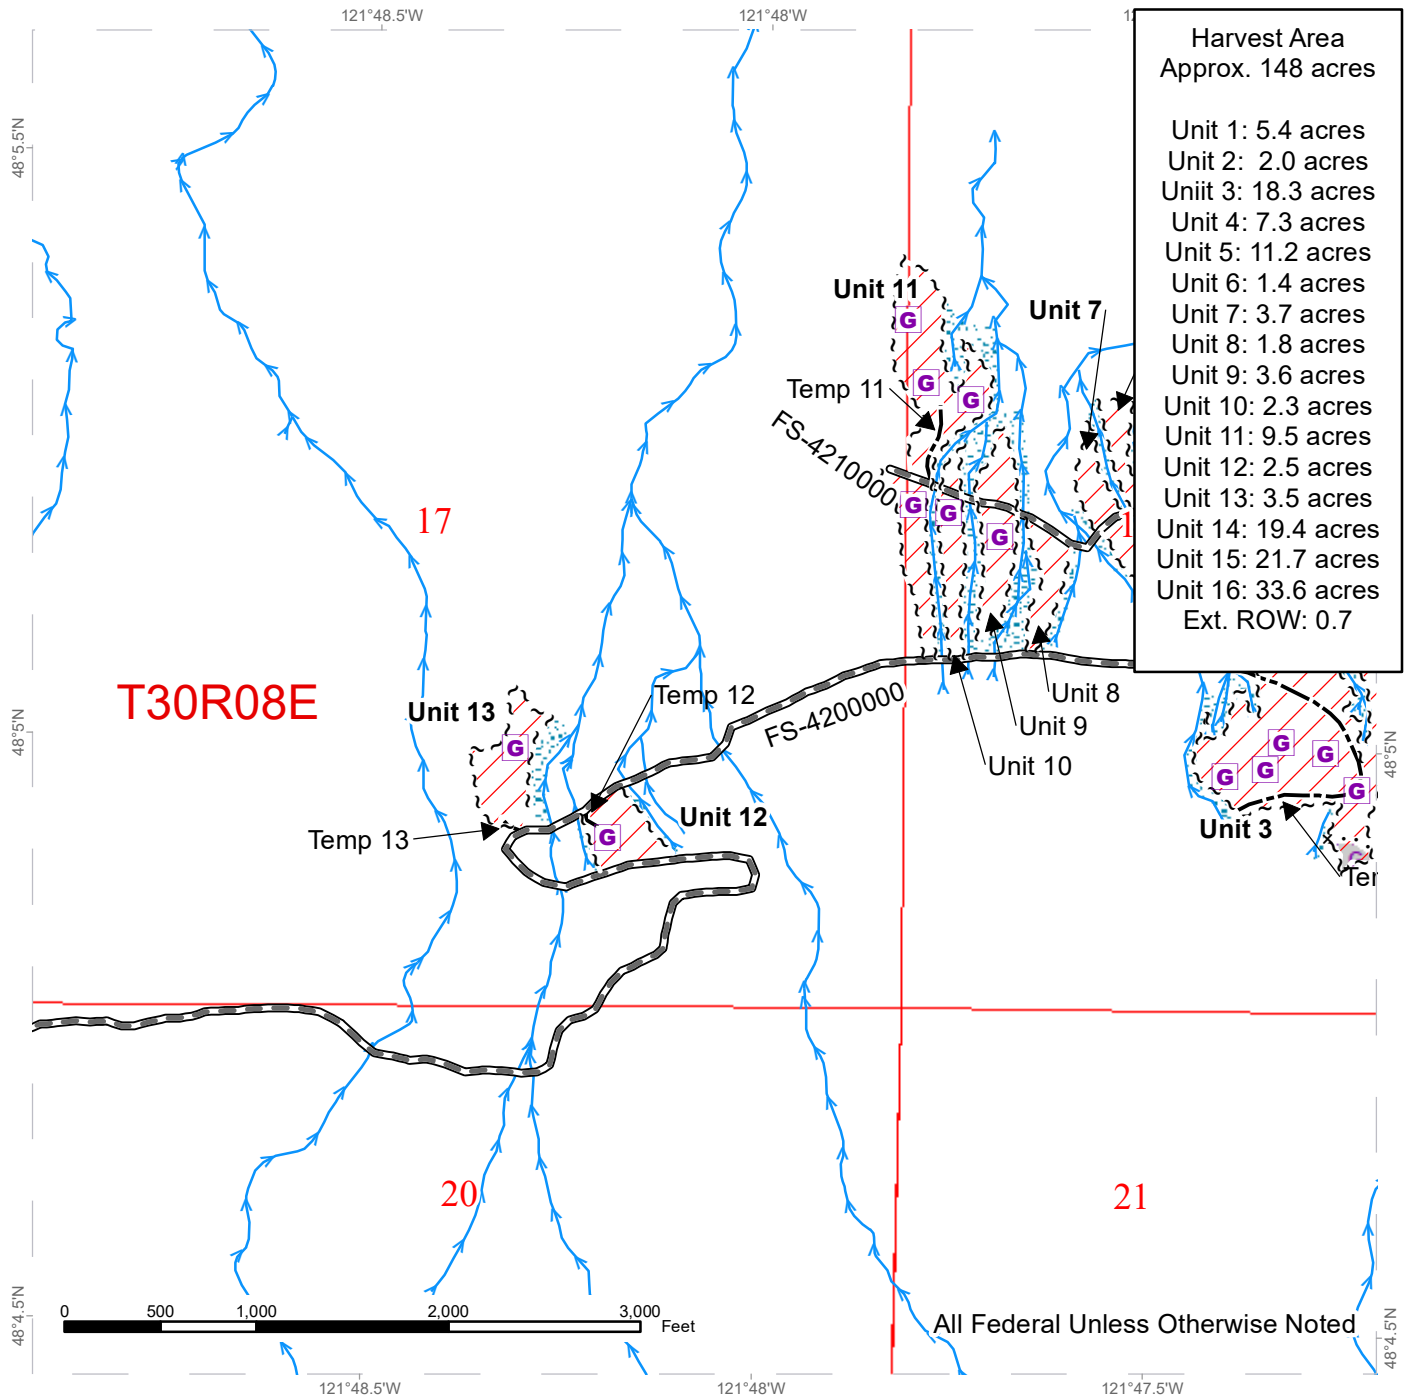 121°48.5'W
121°48'W
12
48°5.5'N
48°5'N
48°4.5'N
Harvest Area
Approx. 148 acres
Unit 1: 5.4 acres
Unit 2:  2.0 acres
Uniit 3: 18.3 acres
Unit 4: 7.3 acres
Unit 5: 11.2 acres
Unit 6: 1.4 acres
Unit 7: 3.7 acres
Unit 8: 1.8 acres
Unit 9: 3.6 acres
Unit 10: 2.3 acres
Unit 11: 9.5 acres
Unit 12: 2.5 acres
Unit 13: 3.5 acres
Unit 14: 19.4 acres
Unit 15: 21.7 acres
Unit 16: 33.6 acres
Ext. ROW: 0.7
Unit 11
G
Unit 7
Temp 11
G
G
FS-4210000
17
G
G
G
1
T30R08E
Unit 13
Temp 12
FS-4200000
Unit 8
Unit 9
Unit 10
G
G
G
G
G
G
48°5'N
Unit 12
G
Temp 13
Unit 3
G
Ter
20
21
0
500
1,000
2,000
3,000
Feet
All Federal Unless Otherwise Noted
48°4.5'N
121°48.5'W
121°48'W
121°47.5'W